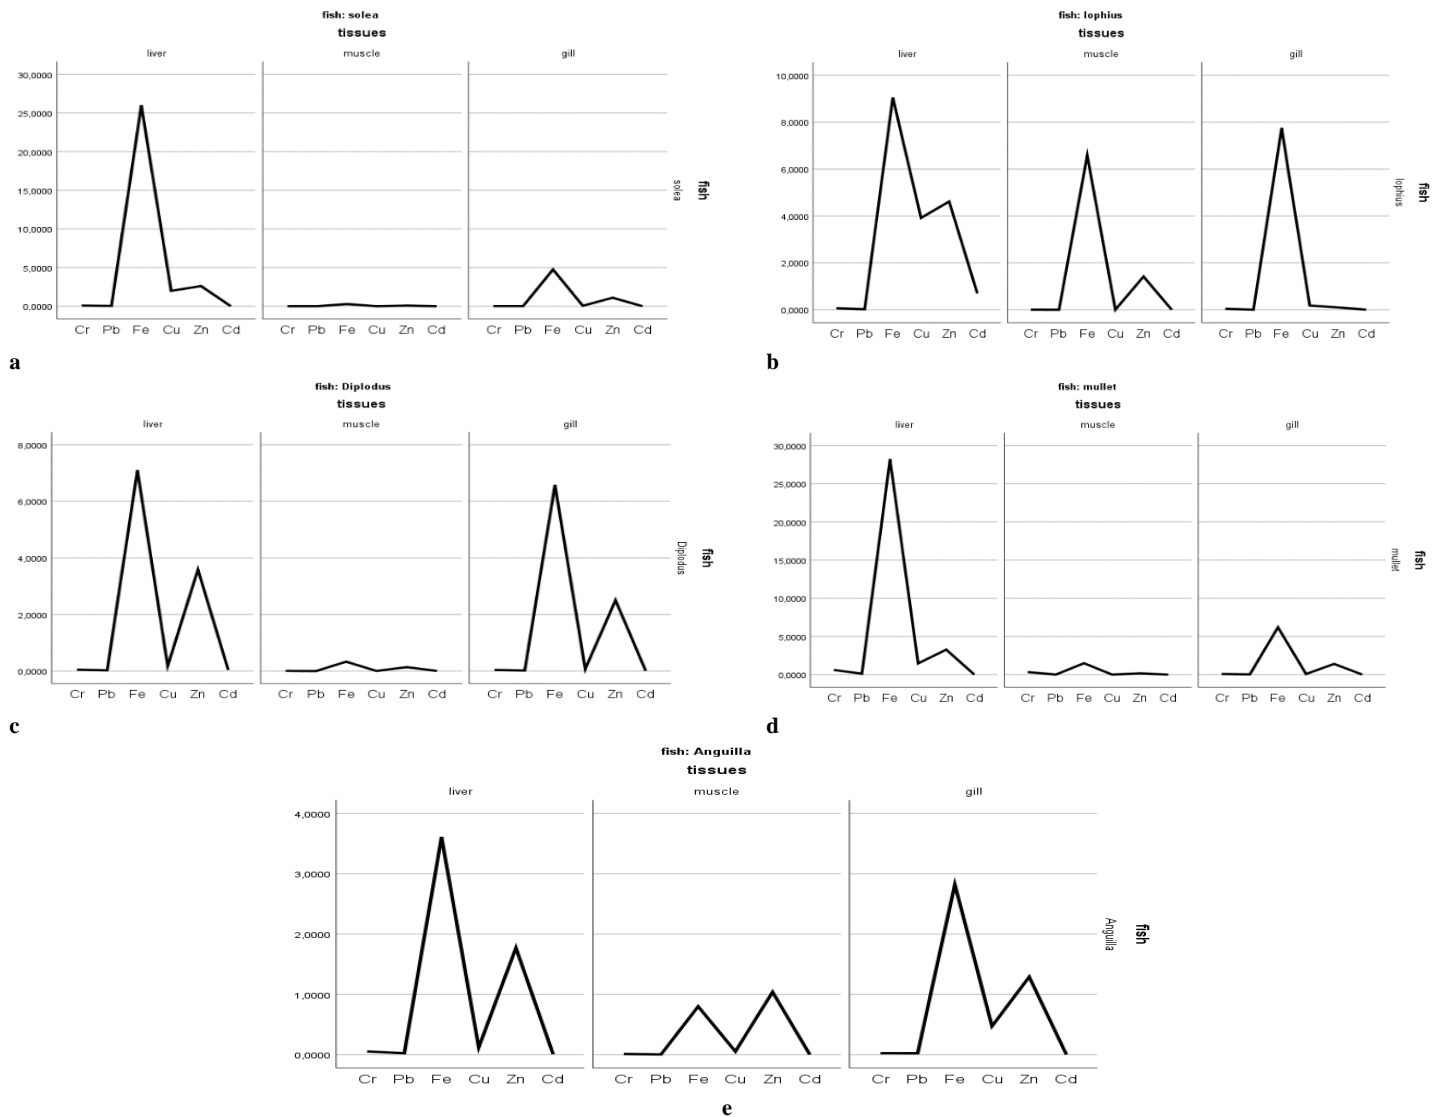 fish: solea
tissues
liver muscle gill
30,0000
25,0000
20,0000
15,0000
10,0000
5,0000
0,0000
Cr Pb Fe Cu Zn Cd Cr Pb Fe Cu Zn Cd Cr Pb Fe Cu Zn Cd
fish
solea
a
fish: lophius
tissues
liver muscle gill
10,0000
8,0000
6,0000
4,0000
2,0000
0,0000
Cr Pb Fe Cu Zn Cd Cr Pb Fe Cu Zn Cd Cr Pb Fe Cu Zn Cd
fish
lophius
b
fish: Diplodus
tissues
liver muscle gill
8,0000
6,0000
4,0000
2,0000
0,0000
Cr Pb Fe Cu Zn Cd Cr Pb Fe Cu Zn Cd Cr Pb Fe Cu Zn Cd
fish
Diplodus
c
fish: mullet
tissues
liver muscle gill
30,0000
25,0000
20,0000
15,0000
10,0000
5,0000
0,0000
Cr Pb Fe Cu Zn Cd Cr Pb Fe Cu Zn Cd Cr Pb Fe Cu Zn Cd
fish
mullet
d
fish: Anguilla
tissues
liver muscle gill
4,0000
3,0000
2,0000
1,0000
0,0000
Cr Pb Fe Cu Zn Cd Cr Pb Fe Cu Zn Cd Cr Pb Fe Cu Zn Cd
fish
Anguilla
e